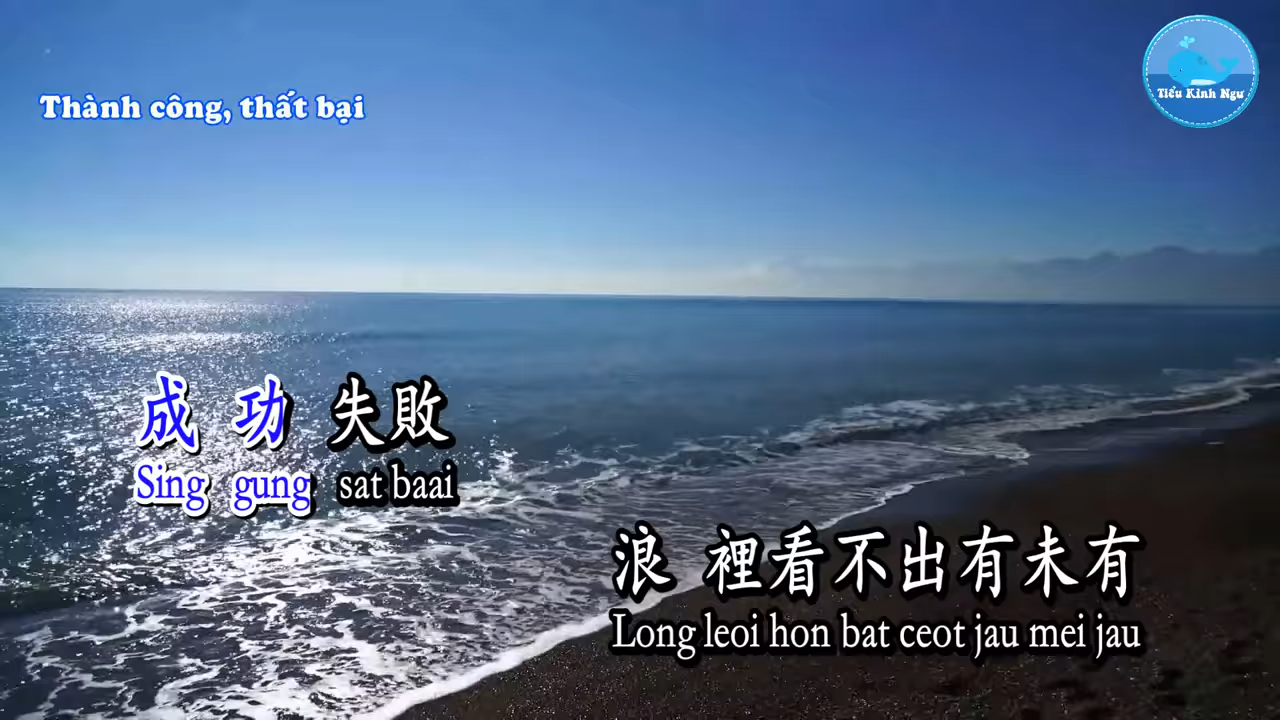 Tiểu Kình Ngư
Thành công, thất bại
成功失敗
Sing gung sat baai
浪裡看不出有未有
Long leoi hon bat ceot jau mei jau